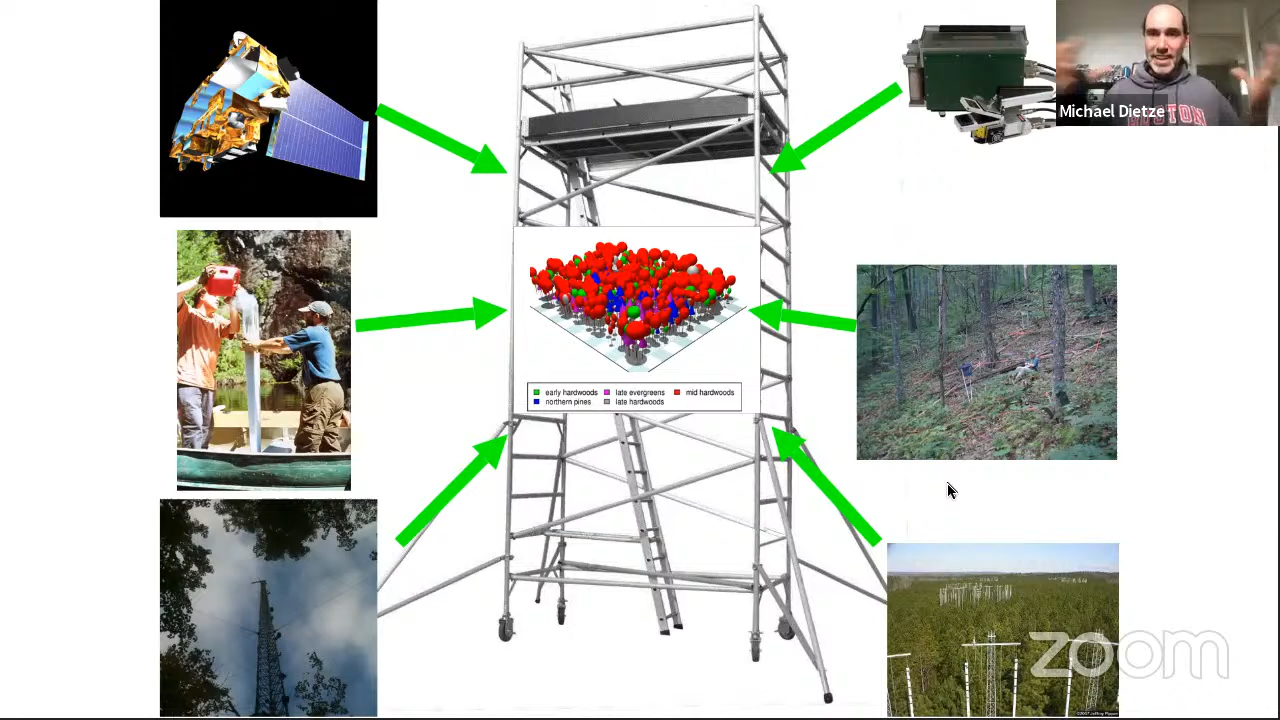 Michael Dietze
early hardwoods late evergreens mid hardwoods
northern pines late hardwoods
zoom